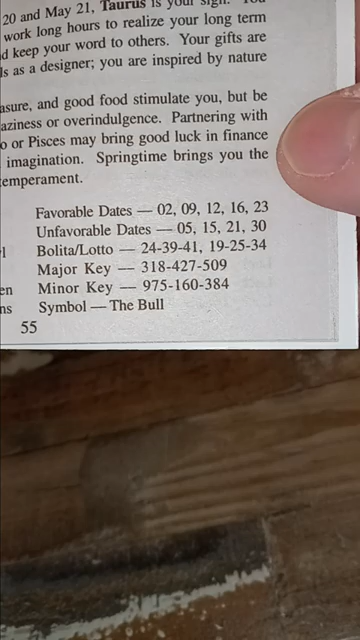 20 and May 21, Taurus is your sign. You
work long hours to realize your long term
d keep your word to others. Your gifts are
ls as a designer; you are inspired by nature
asure, and good food stimulate you, but be
aziness or overindulgence. Partnering with
o or Pisces may bring good luck in finance
imagination. Springtime brings you the
temperament.
Favorable Dates — 02, 09, 12, 16, 23
Unfavorable Dates — 05, 15, 21, 30
l Bolita/Lotto — 24-39-41, 19-25-34
Major Key — 318-427-509
en Minor Key — 975-160-384
ns Symbol — The Bull
55